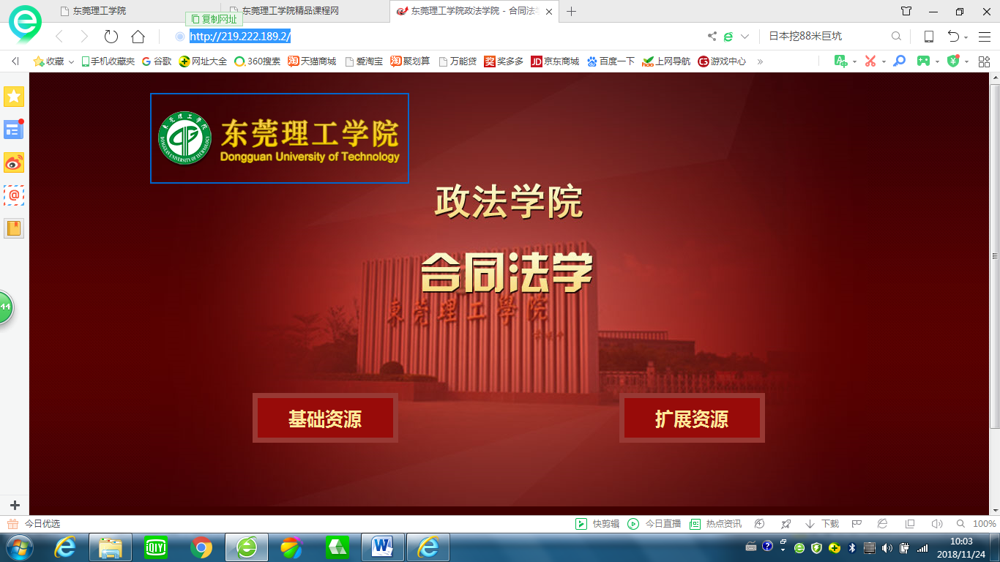 东莞理工学院
东莞理工学院精品课程网
东莞理工学院政法学院 - 合同法学
复制网址
http://219.222.189.2/
日本挖88米巨坑
收藏
手机收藏夹
谷歌
网址大全
360搜索
天猫商城
爱淘宝
聚划算
万能贷
奖多多
京东商城
百度一下
上网导航
游戏中心
东莞理工学院
Dongguan University of Technology
政法学院
合同法学
東莞理工學院
基础资源
扩展资源
44
今日优选
快剪辑
今日直播
热点资讯
下载
100%
10:03
2018/11/24